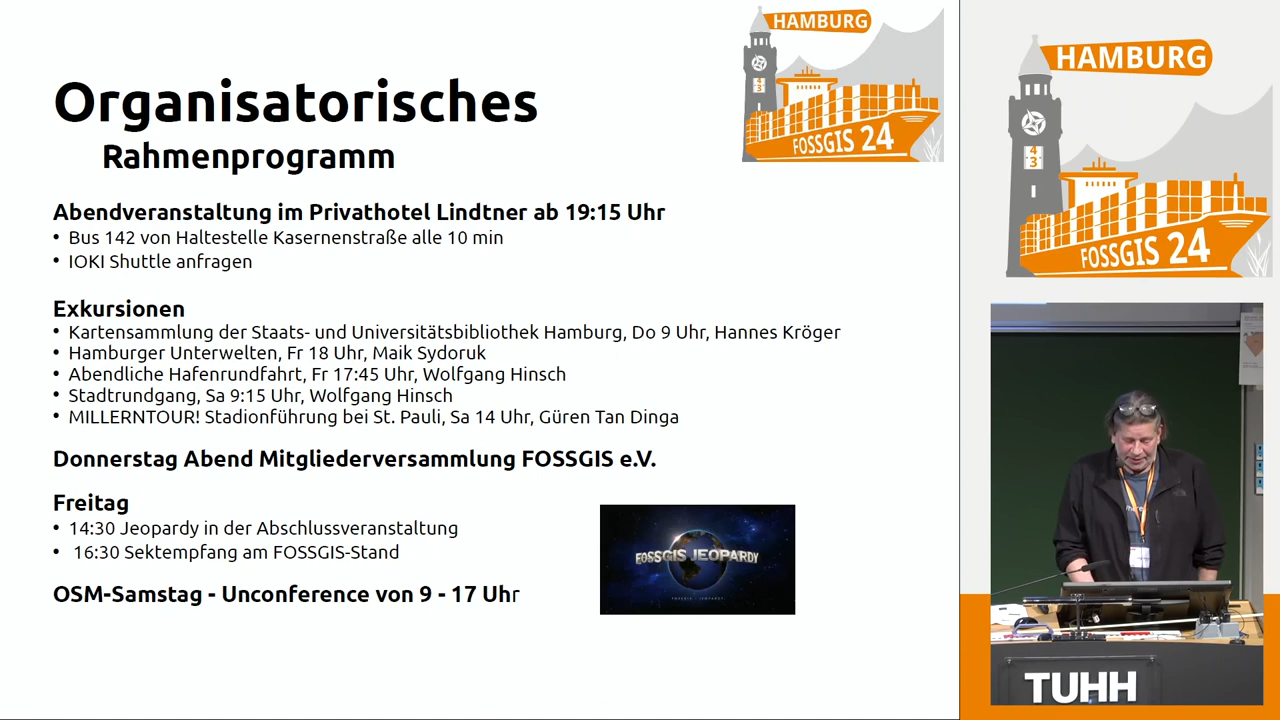 HAMBURG
FOSSGIS 24
Organisatorisches
Rahmenprogramm
Abendveranstaltung im Privathotel Lindtner ab 19:15 Uhr
• Bus 142 von Haltestelle Kasernenstraße alle 10 min
• IOKI Shuttle anfragen
Exkursionen
• Kartensammlung der Staats- und Universitätsbibliothek Hamburg, Do 9 Uhr, Hannes Kröger
• Hamburger Unterwelten, Fr 18 Uhr, Maik Sydoruk
• Abendliche Hafenrundfahrt, Fr 17:45 Uhr, Wolfgang Hinsch
• Stadtrundgang, Sa 9:15 Uhr, Wolfgang Hinsch
• MILLERNTOUR! Stadionführung bei St. Pauli, Sa 14 Uhr, Güren Tan Dinga
Donnerstag Abend Mitgliederversammlung FOSSGIS e.V.
Freitag
• 14:30 Jeopardy in der Abschlussveranstaltung
• 16:30 Sektempfang am FOSSGIS-Stand
FOSSGIS JEOPARDY
OSM-Samstag - Unconference von 9 - 17 Uhr
HAMBURG
4
3
FOSSGIS 24
TUHH